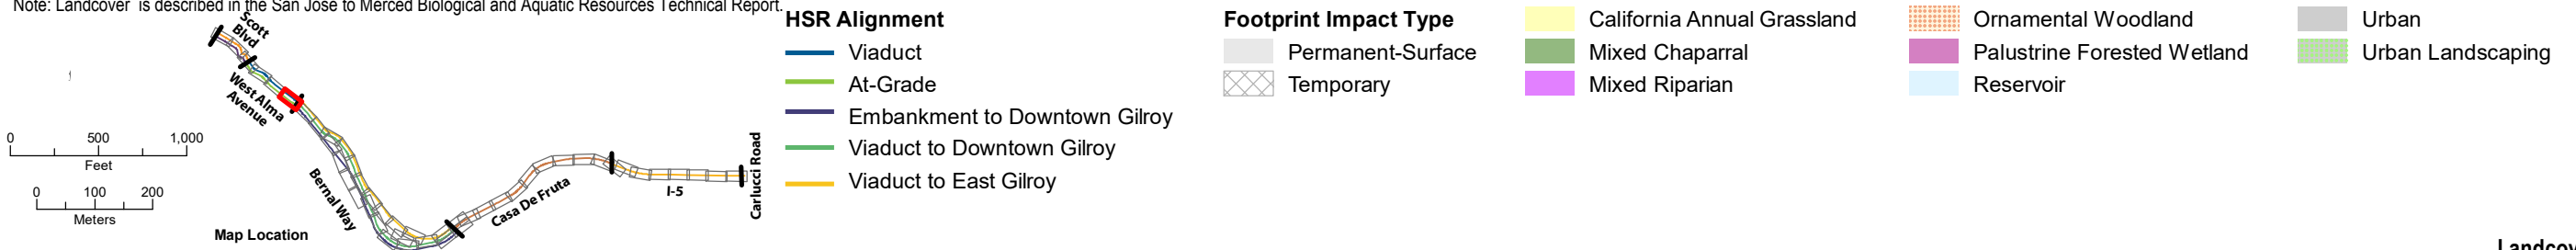 Note: Landcover is described in the San Jose to Merced Biological and Aquatic Resources Technical Report.
Scott
Blvd
West Alma
Avenue
0 500 1,000
Feet
0 100 200
Meters
Bernal Way
Casa De Fruta
I-5
Carlucci Road
Map Location
HSR Alignment
Viaduct
At-Grade
Embankment to Downtown Gilroy
Viaduct to Downtown Gilroy
Viaduct to East Gilroy
Footprint Impact Type
Permanent-Surface
Temporary
California Annual Grassland
Mixed Chaparral
Mixed Riparian
Ornamental Woodland
Palustrine Forested Wetland
Reservoir
Urban
Urban Landscaping